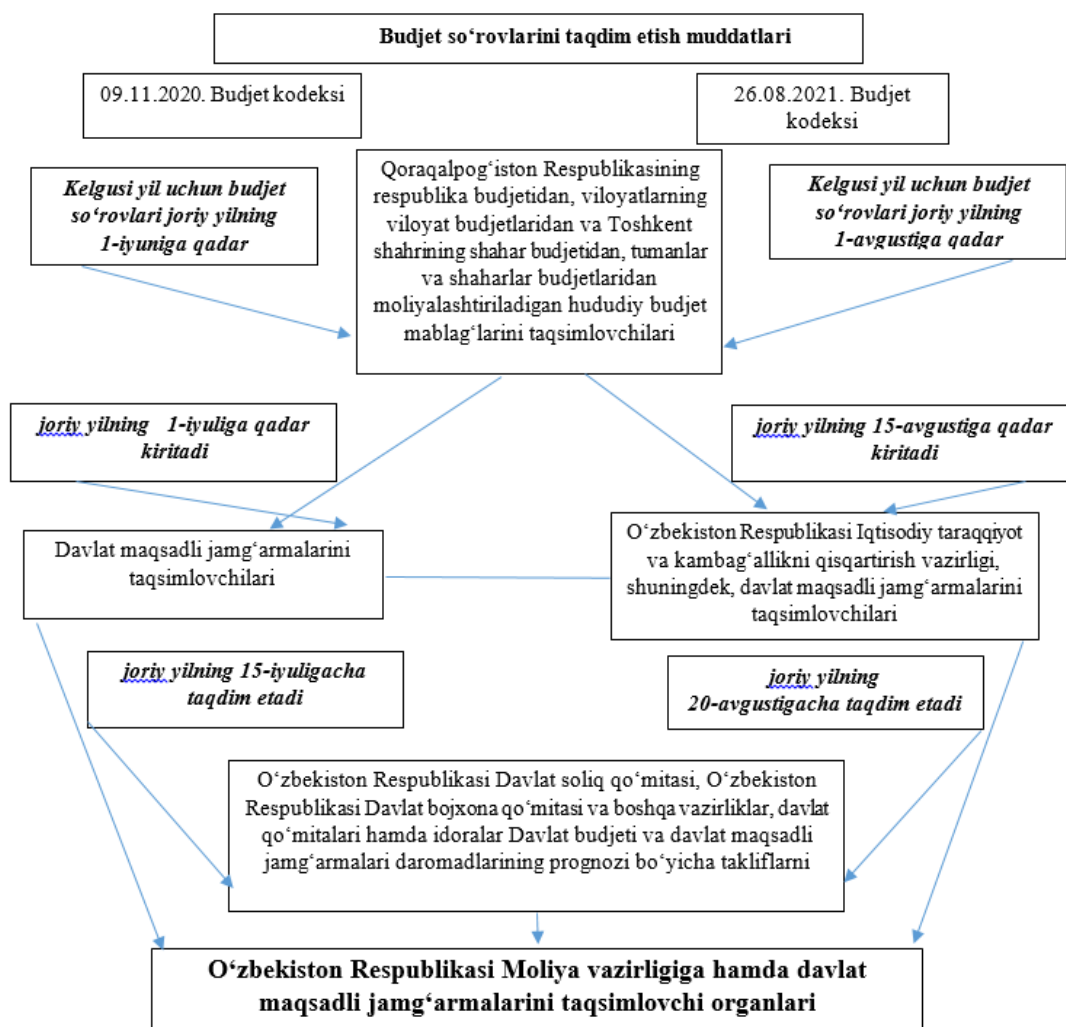 Budjet so‘rovlarini taqdim etish muddatlari
09.11.2020. Budjet kodeksi
26.08.2021. Budjet
kodeksi
Kelgusi yil uchun budjet
so‘rovlari joriy yilning
1-iyuniga qadar
Qoraqalpog‘iston Respublikasining
respublika budjetidan, viloyatlarning
viloyat budjetlaridan va Toshkent
shahrining shahar budjetidan, tumanlar
va shaharlar budjetlaridan
moliyalashtiriladigan hududiy budjet
mablag‘larini taqsimlovchilari
Kelgusi yil uchun budjet
so‘rovlari joriy yilning
1-avgustiga qadar
joriy yilning 1-iyuliga qadar
kiritadi
joriy yilning 15-avgustiga qadar
kiritadi
Davlat maqsadli jamg‘armalarini
taqsimlovchilari
O‘zbekiston Respublikasi Iqtisodiy taraqqiyot
va kambag‘allikni qisqartirish vazirligi,
shuningdek, davlat maqsadli jamg‘armalarini
taqsimlovchilari
joriy yilning 15-iyuligacha
taqdim etadi
joriy yilning
20-avgustigacha taqdim etadi
O‘zbekiston Respublikasi Davlat soliq qo‘mitasi, O‘zbekiston
Respublikasi Davlat bojxona qo‘mitasi va boshqa vazirliklar, davlat
qo‘mitalari hamda idoralar Davlat budjeti va davlat maqsadli
jamg‘armalari daromadlarining prognozi bo‘yicha takliflarni
O‘zbekiston Respublikasi Moliya vazirligiga hamda davlat
maqsadli jamg‘armalarini taqsimlovchi organlari